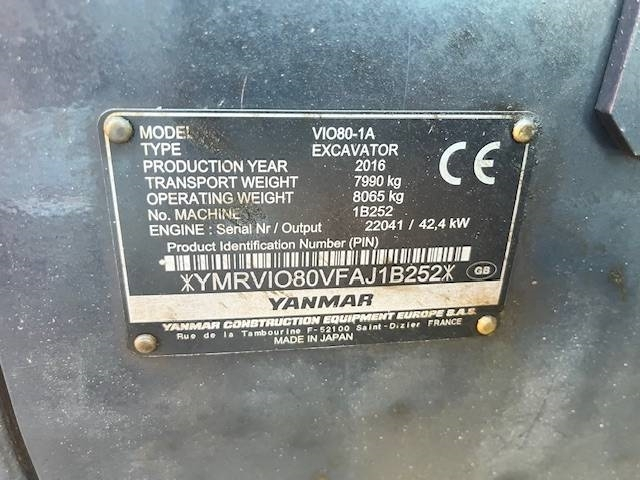 MODEL VIO80-1A
TYPE EXCAVATOR
PRODUCTION YEAR 2016
TRANSPORT WEIGHT 7990 kg
OPERATING WEIGHT 8065 kg
No. MACHINE 1B252
ENGINE : Serial Nr / Output 22041 / 42,4 kW
Product Identification Number (PIN)
*YMRVIO80VFAJ1B252*
CE
GB
YANMAR
YANMAR CONSTRUCTION EQUIPMENT EUROPE S.A.S.
Rue de la Tambourine F-52100 Saint-Dizier FRANCE
MADE IN JAPAN